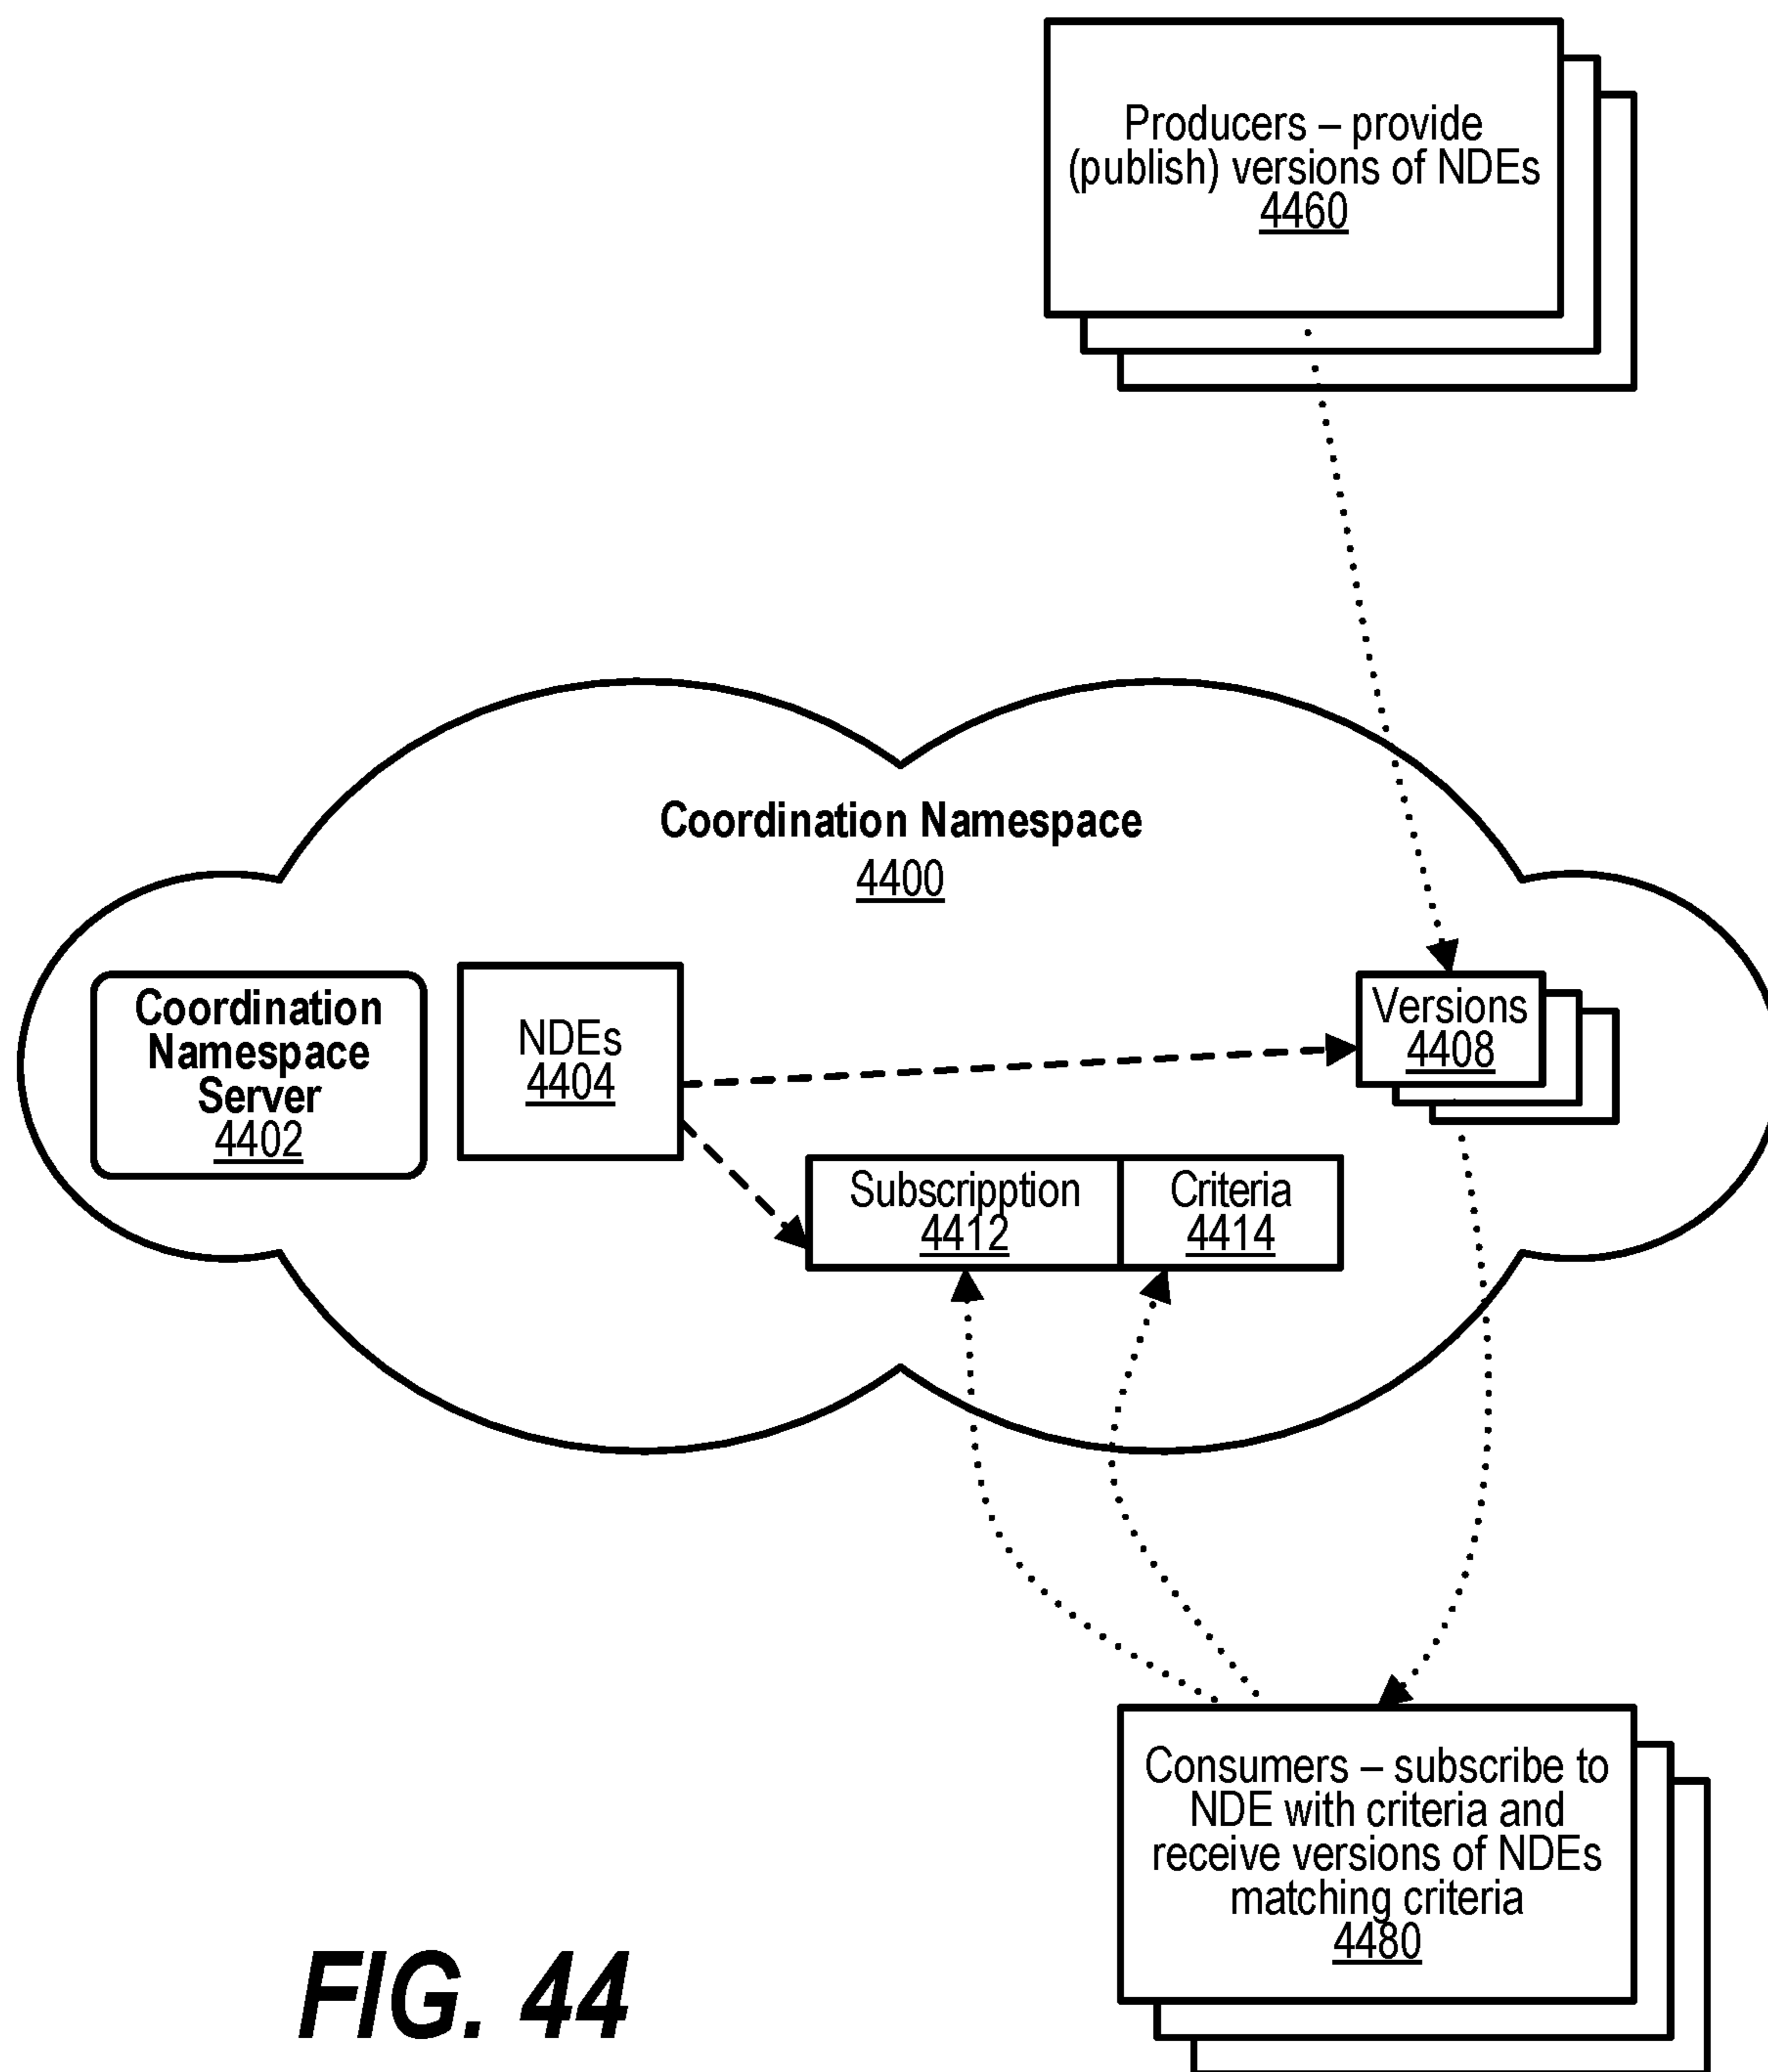 Producers – provide
(publish) versions of NDEs
4460
Coordination Namespace
4400
Coordination
Namespace
Server
4402
NDEs
4404
Versions
4408
Subscripption
4412
Criteria
4414
Consumers – subscribe to
NDE with criteria and
receive versions of NDEs
matching criteria
4480
FIG. 44